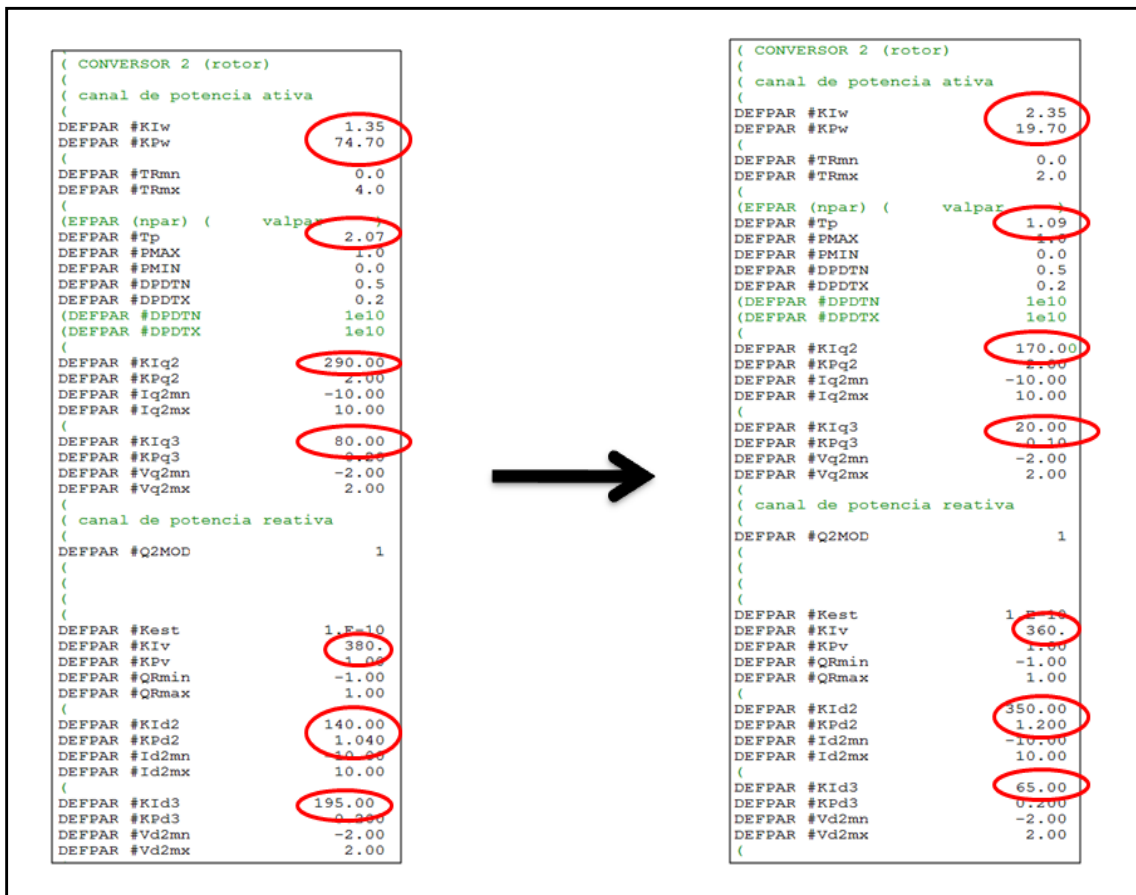 (
( CONVERSOR 2 (rotor)
(
( canal de potencia ativa
(
DEFPAR #KIw 1.35
DEFPAR #KPw 74.70
(
DEFPAR #TRmn 0.0
DEFPAR #TRmx 4.0
(
(EFPAR (npar) ( valpar )
DEFPAR #Tp 2.07
DEFPAR #PMAX 1.0
DEFPAR #PMIN 0.0
DEFPAR #DPDTN 0.5
DEFPAR #DPDTX 0.2
(DEFPAR #DPDTN 1e10
(DEFPAR #DPDTX 1e10
(
DEFPAR #KIq2 290.00
DEFPAR #KPq2 2.00
DEFPAR #Iq2mn -10.00
DEFPAR #Iq2mx 10.00
(
DEFPAR #KIq3 80.00
DEFPAR #KPq3 0.20
DEFPAR #Vq2mn -2.00
DEFPAR #Vq2mx 2.00
(
( canal de potencia reativa
(
DEFPAR #Q2MOD 1
(
(
(
(
(
DEFPAR #Kest 1.E-10
DEFPAR #KIv 380.
DEFPAR #KPv 1.00
DEFPAR #QRmin -1.00
DEFPAR #QRmax 1.00
(
DEFPAR #KId2 140.00
DEFPAR #KPd2 1.040
DEFPAR #Id2mn -10.00
DEFPAR #Id2mx 10.00
(
DEFPAR #KId3 195.00
DEFPAR #KPd3 0.200
DEFPAR #Vd2mn -2.00
DEFPAR #Vd2mx 2.00
( CONVERSOR 2 (rotor)
(
( canal de potencia ativa
(
DEFPAR #KIw 2.35
DEFPAR #KPw 19.70
(
DEFPAR #TRmn 0.0
DEFPAR #TRmx 2.0
(
(EFPAR (npar) ( valpar )
DEFPAR #Tp 1.09
DEFPAR #PMAX 1.0
DEFPAR #PMIN 0.0
DEFPAR #DPDTN 0.5
DEFPAR #DPDTX 0.2
(DEFPAR #DPDTN 1e10
(DEFPAR #DPDTX 1e10
(
DEFPAR #KIq2 170.00
DEFPAR #KPq2 2.00
DEFPAR #Iq2mn -10.00
DEFPAR #Iq2mx 10.00
(
DEFPAR #KIq3 20.00
DEFPAR #KPq3 0.10
DEFPAR #Vq2mn -2.00
DEFPAR #Vq2mx 2.00
(
( canal de potencia reativa
(
DEFPAR #Q2MOD 1
(
(
(
(
DEFPAR #Kest 1.E-10
DEFPAR #KIv 360.
DEFPAR #KPv 1.00
DEFPAR #QRmin -1.00
DEFPAR #QRmax 1.00
(
DEFPAR #KId2 350.00
DEFPAR #KPd2 1.200
DEFPAR #Id2mn -10.00
DEFPAR #Id2mx 10.00
(
DEFPAR #KId3 65.00
DEFPAR #KPd3 0.200
DEFPAR #Vd2mn -2.00
DEFPAR #Vd2mx 2.00
(